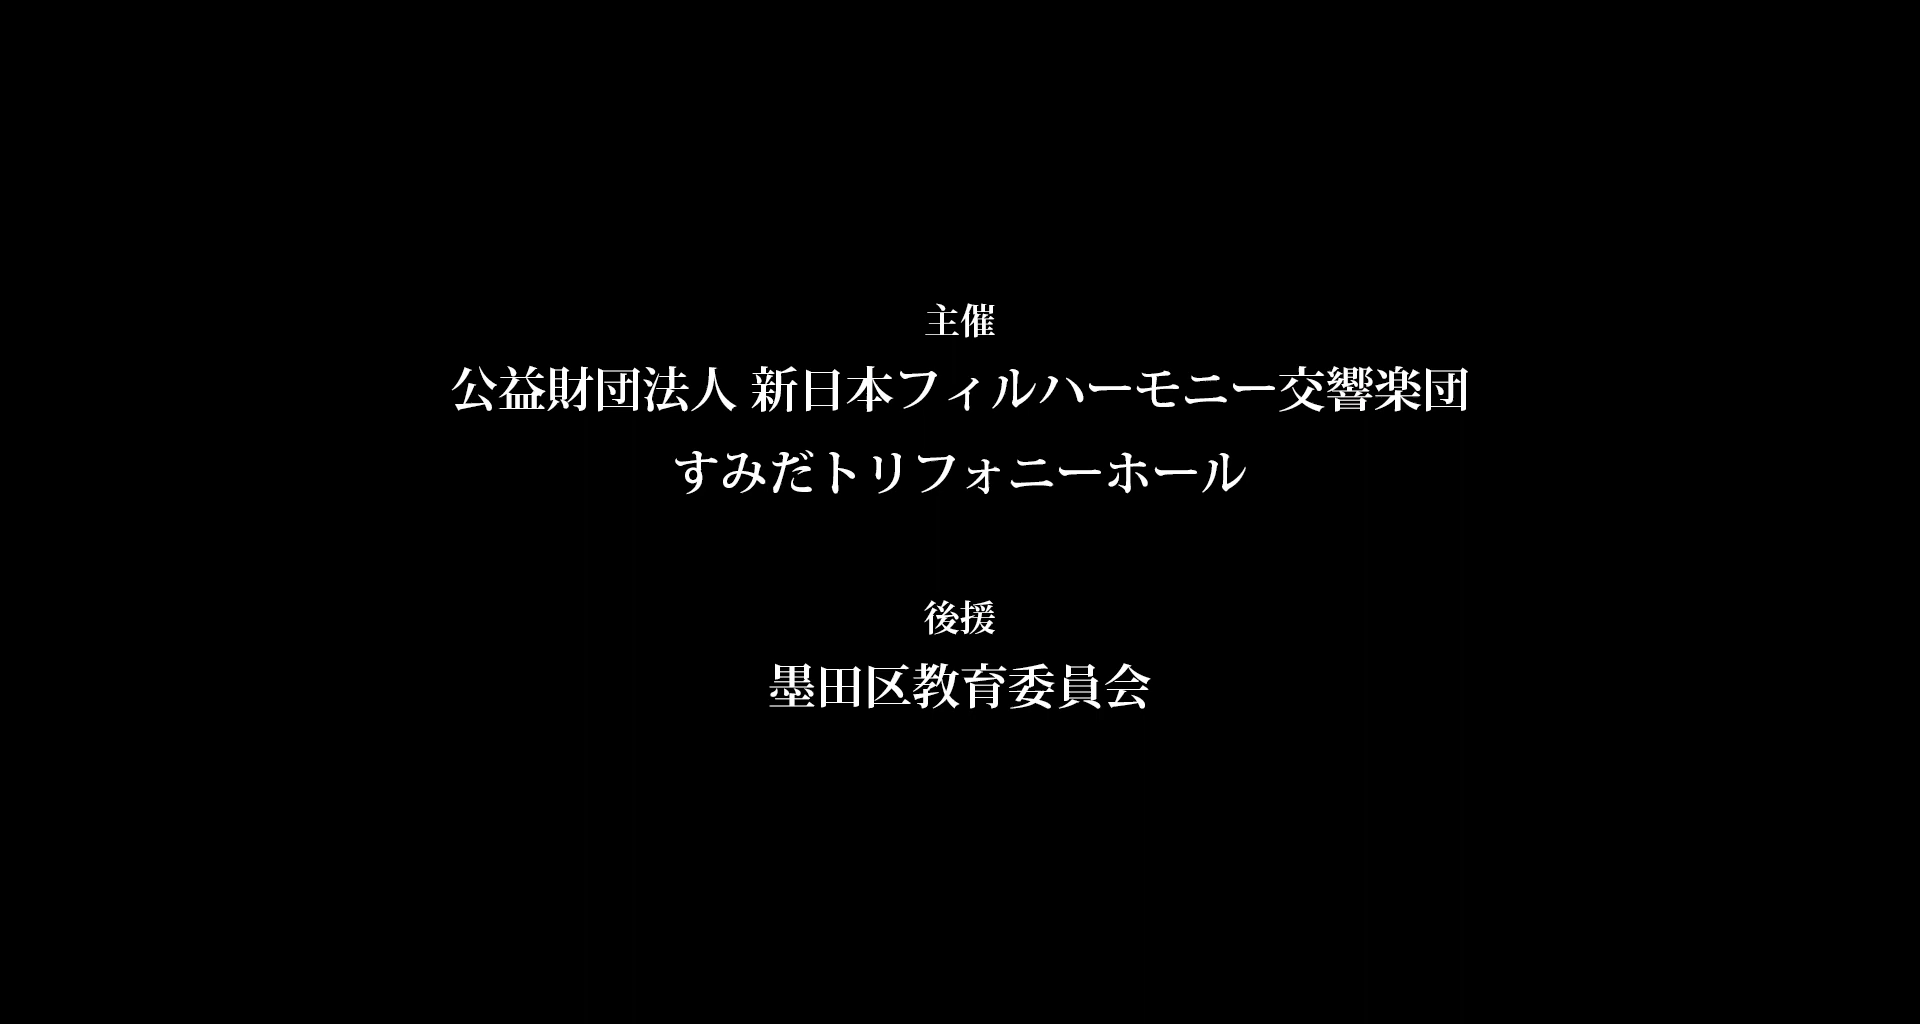 主催
公益財団法人 新日本フィルハーモニー交響楽団
すみだトリフォニーホール
後援
墨田区教育委員会